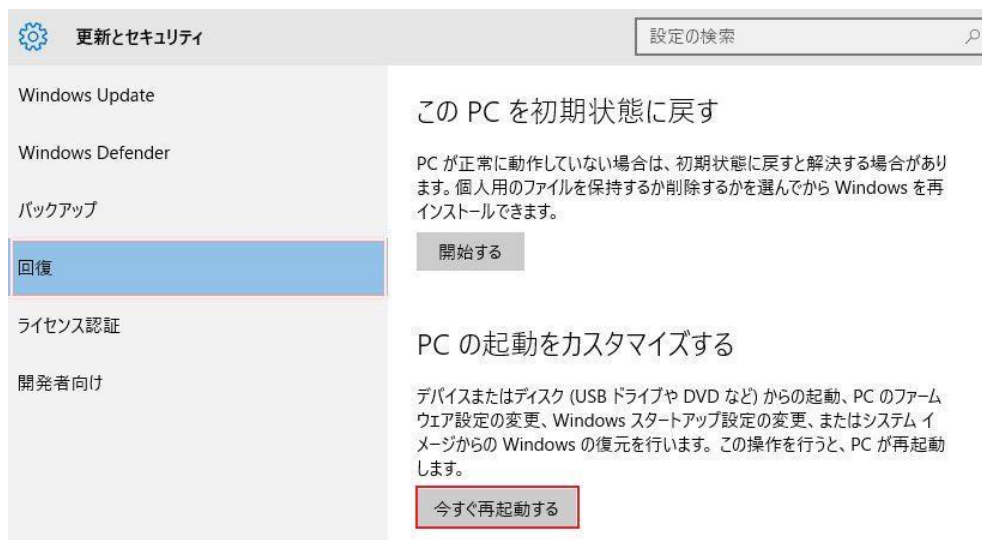 更新とセキュリティ
設定の検索
Windows Update
Windows Defender
バックアップ
回復
ライセンス認証
開発者向け
この PC を初期状態に戻す
PC が正常に動作していない場合は、初期状態に戻すと解決する場合があり
ます。個人用のファイルを保持するか削除するかを選んでから Windows を再
インストールできます。
開始する
PC の起動をカスタマイズする
デバイスまたはディスク (USB ドライブや DVD など) からの起動、PC のファーム
ウェア設定の変更、Windows スタートアップ設定の変更、またはシステム イ
メージからの Windows の復元を行います。この操作を行うと、PC が再起動
します。
今すぐ再起動する